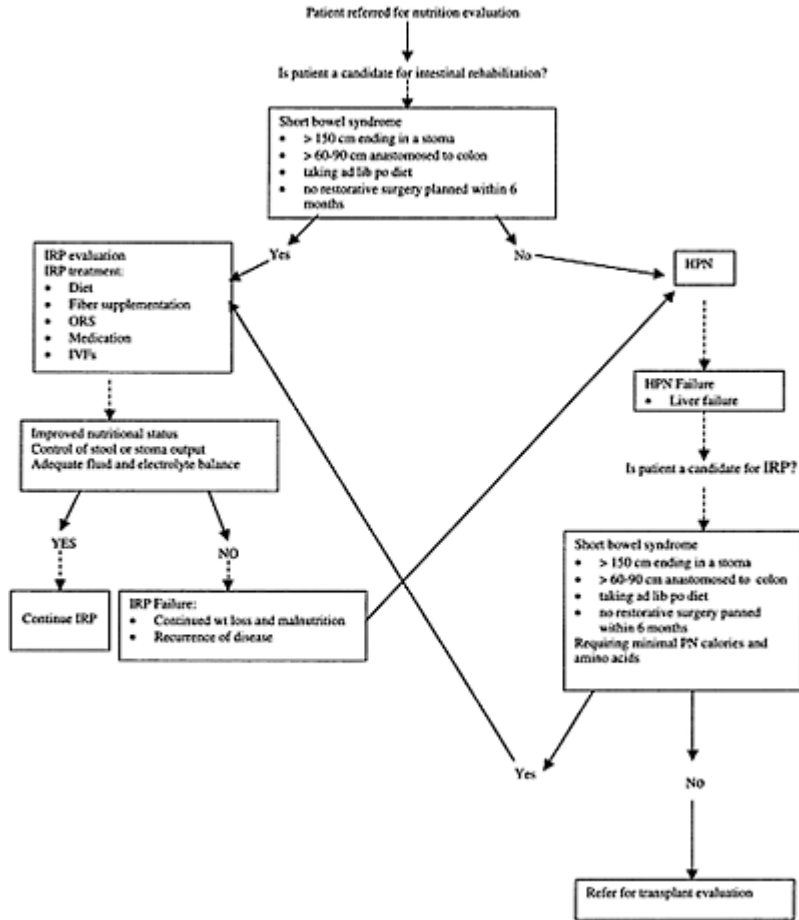 Patient referred for nutrition evaluation
Is patient a candidate for intestinal rehabilitation?
Short bowel syndrome
• > 150 cm ending in a stoma
• > 60-90 cm anastomosed to colon
• taking ad lib po diet
• no restorative surgery planned within 6
months
Yes
No
IRP evaluation
IRP treatment:
• Diet
• Fiber supplementation
• ORS
• Medication
• IVFs
HPN
HPN Failure
• Liver failure
Improved nutritional status
Control of stool or stoma output
Adequate fluid and electrolyte balance
Is patient a candidate for IRP?
YES
NO
Short bowel syndrome
• > 150 cm ending in a stoma
• > 60-90 cm anastomosed to colon
• taking ad lib po diet
• no restorative surgery panned
within 6 months
Requiring minimal PN calories and
amino acids
Continue IRP
IRP Failure:
• Continued wt loss and malnutrition
• Recurrence of disease
Yes
No
Refer for transplant evaluation